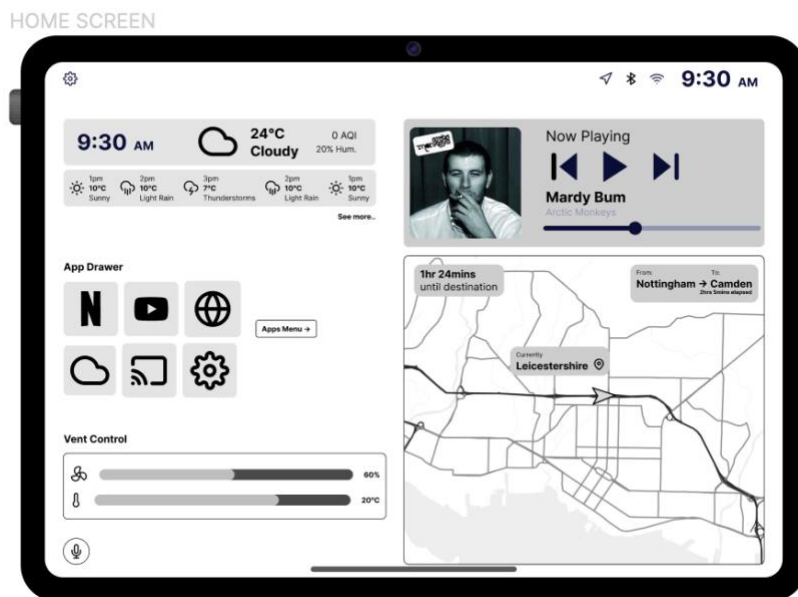 HOME SCREEN
9:30 AM
9:30 AM
24°C
Cloudy
0 AQI
20% Hum.
1pm
10°C
Sunny
2pm
10°C
Light Rain
3pm
7°C
Thunderstorms
2pm
10°C
Light Rain
1pm
10°C
Sunny
See more..
Now Playing
Mardy Bum
Arctic Monkeys
App Drawer
N
Apps Menu →
1hr 24mins
until destination
From:
To:
Nottingham → Camden
2hrs 5mins elapsed
Currently
Leicestershire
Vent Control
60%
20°C